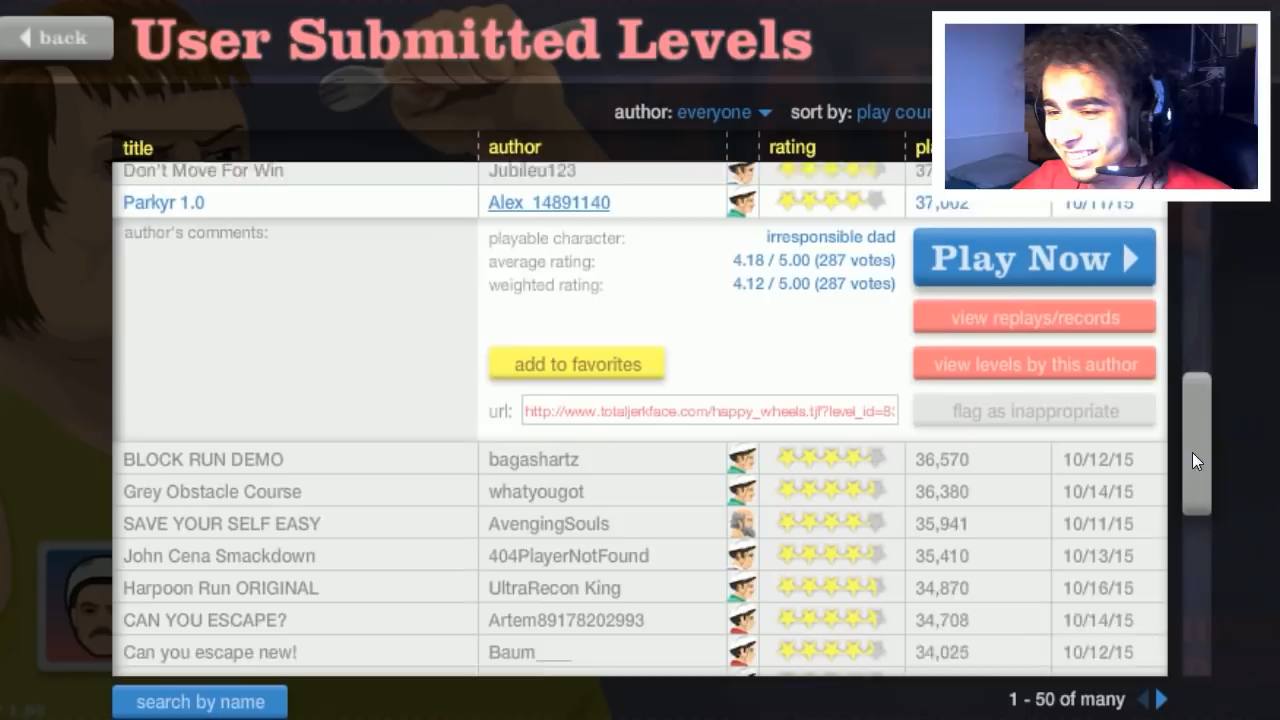 back
User Submitted Levels
author: everyone sort by: play
title author rating
Don't Move For Win Jubileu123
Parkyr 1.0 Alex_14891140 37,002 10/11/15
author's comments:
playable character: irresponsible dad
average rating: 4.18 / 5.00 (287 votes)
weighted rating: 4.12 / 5.00 (287 votes)
Play Now
view replays/records
add to favorites
view levels by this author
url: http://www.totaljerkface.com/happy_wheels.tjf?level_id=8
flag as inappropriate
BLOCK RUN DEMO bagashartz 36,570 10/12/15
Grey Obstacle Course whatyougot 36,380 10/14/15
SAVE YOUR SELF EASY AvengingSouls 35,941 10/11/15
John Cena Smackdown 404PlayerNotFound 35,410 10/13/15
Harpoon Run ORIGINAL UltraRecon King 34,870 10/16/15
CAN YOU ESCAPE? Artem89178202993 34,708 10/14/15
Can you escape new! Baum____ 34,025 10/12/15
search by name
1 - 50 of many